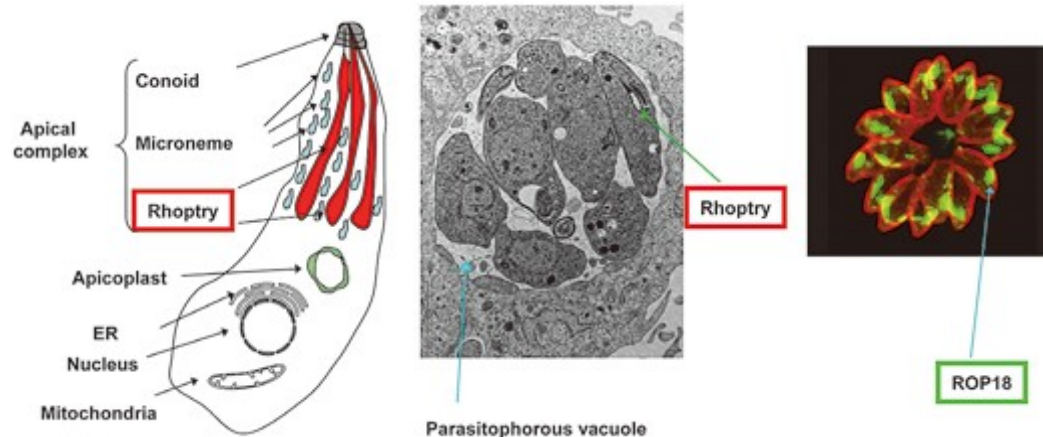 Conoid
Apical
complex
Microneme
Rhoptry
Apicoplast
ER
Nucleus
Mitochondria
Rhoptry
Parasitophorous vacuole
ROP18